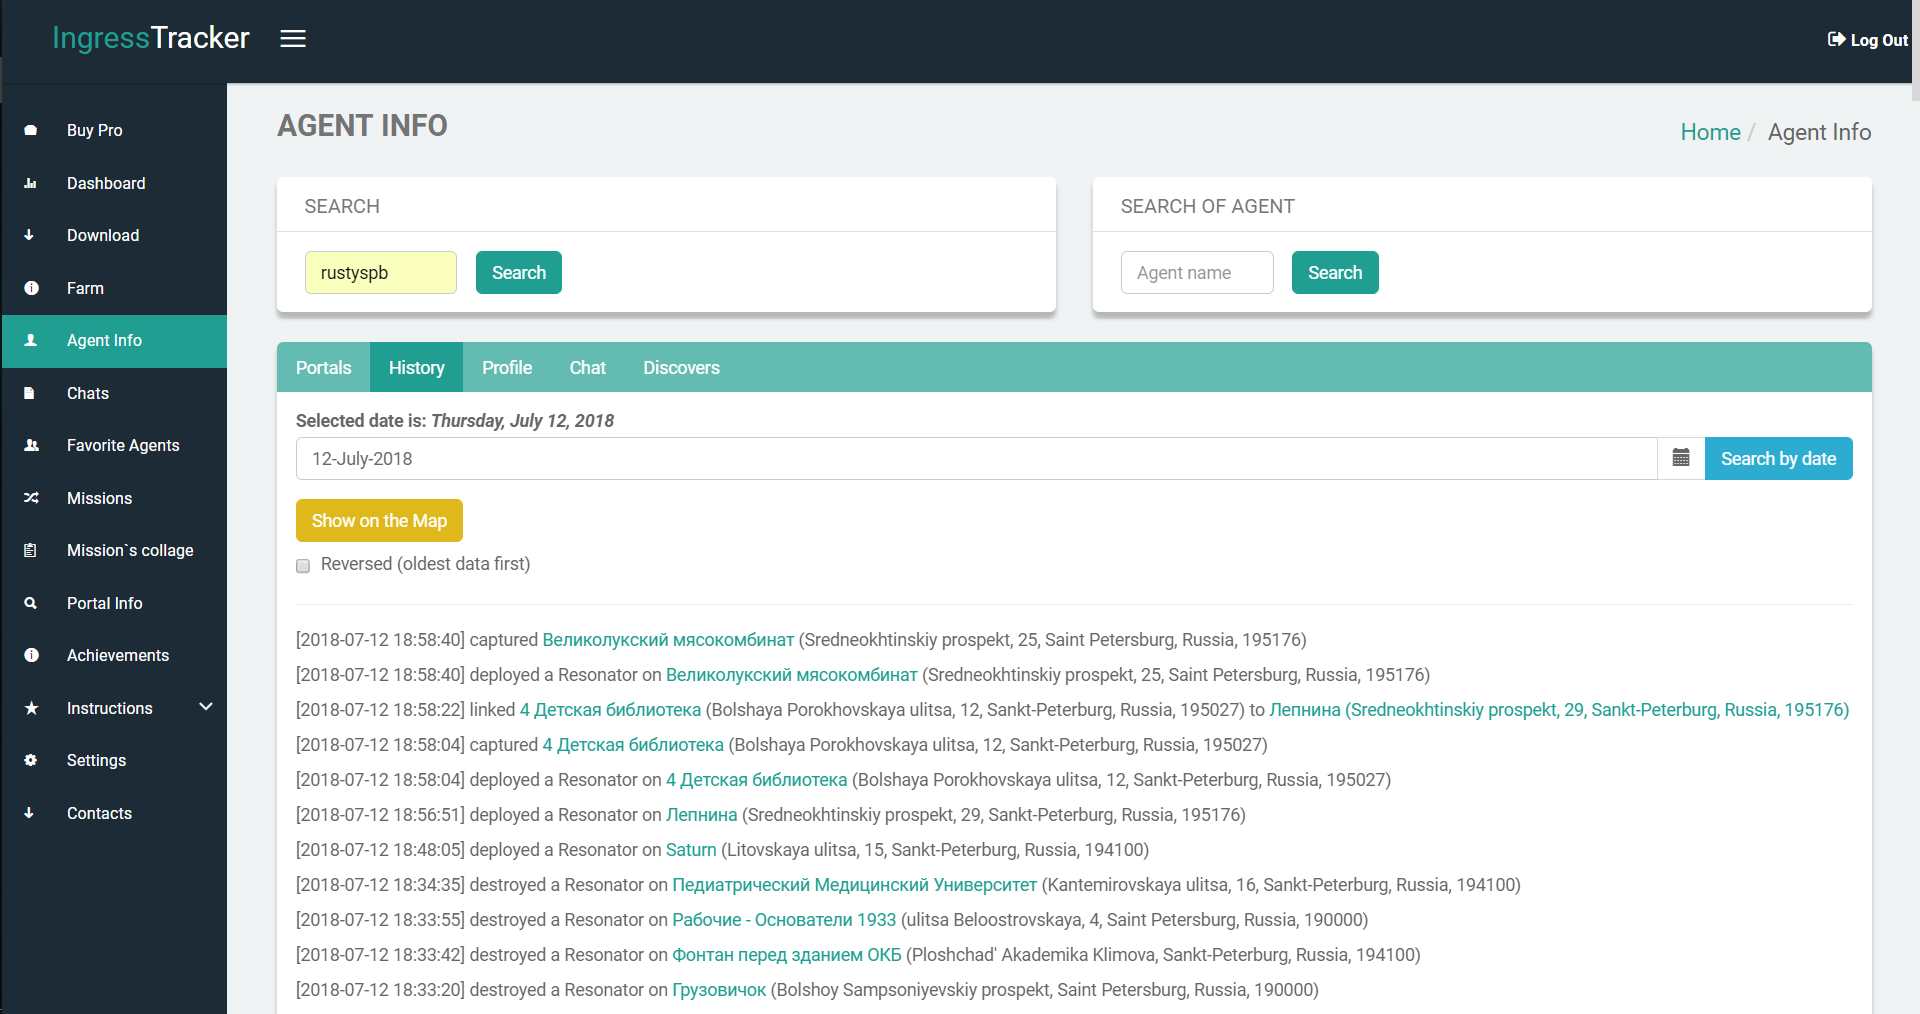 IngressTracker
Log Out
Buy Pro
Dashboard
Download
Farm
Agent Info
Chats
Favorite Agents
Missions
Mission`s collage
Portal Info
Achievements
Instructions
Settings
Contacts
AGENT INFO
Home / Agent Info
SEARCH
rustyspb Search
SEARCH OF AGENT
Agent name Search
Portals History Profile Chat Discovers
Selected date is: Thursday, July 12, 2018
12-July-2018 Search by date
Show on the Map
Reversed (oldest data first)
[2018-07-12 18:58:40] captured Великолукский мясокомбинат (Sredneokhtinskiy prospekt, 25, Saint Petersburg, Russia, 195176)
[2018-07-12 18:58:40] deployed a Resonator on Великолукский мясокомбинат (Sredneokhtinskiy prospekt, 25, Saint Petersburg, Russia, 195176)
[2018-07-12 18:58:22] linked 4 Детская библиотека (Bolshaya Porokhovskaya ulitsa, 12, Sankt-Peterburg, Russia, 195027) to Лепнина (Sredneokhtinskiy prospekt, 29, Sankt-Peterburg, Russia, 195176)
[2018-07-12 18:58:04] captured 4 Детская библиотека (Bolshaya Porokhovskaya ulitsa, 12, Sankt-Peterburg, Russia, 195027)
[2018-07-12 18:58:04] deployed a Resonator on 4 Детская библиотека (Bolshaya Porokhovskaya ulitsa, 12, Sankt-Peterburg, Russia, 195027)
[2018-07-12 18:56:51] deployed a Resonator on Лепнина (Sredneokhtinskiy prospekt, 29, Sankt-Peterburg, Russia, 195176)
[2018-07-12 18:48:05] deployed a Resonator on Saturn (Litovskaya ulitsa, 15, Sankt-Peterburg, Russia, 194100)
[2018-07-12 18:34:35] destroyed a Resonator on Педиатрический Медицинский Университет (Kantemirovskaya ulitsa, 16, Sankt-Peterburg, Russia, 194100)
[2018-07-12 18:33:55] destroyed a Resonator on Рабочие - Основатели 1933 (ulitsa Beloostrovskaya, 4, Saint Petersburg, Russia, 190000)
[2018-07-12 18:33:42] destroyed a Resonator on Фонтан перед зданием ОКБ (Ploshchad' Akademika Klimova, Sankt-Peterburg, Russia, 194100)
[2018-07-12 18:33:20] destroyed a Resonator on Грузовичок (Bolshoy Sampsoniyevskiy prospekt, Saint Petersburg, Russia, 190000)